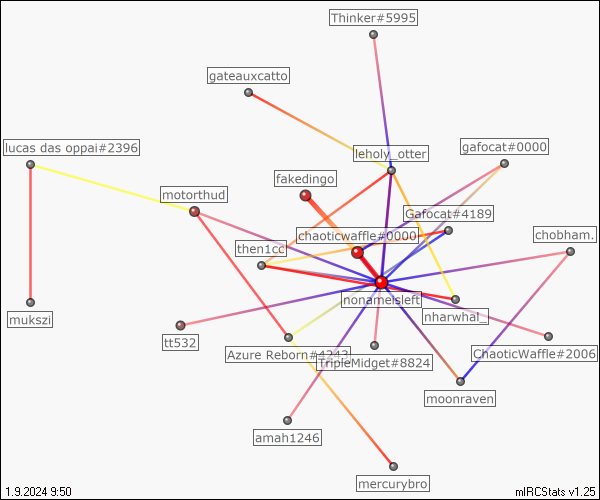 Thinker#5995
gateauxcatto
lucas das oppai#2396
leholy_otter
gafocat#0000
fakedingo
motorthud
Gafocat#4189
chaoticwaffle#0000
chobham.
then1cc
nonameisleft
nharwhal_
mukszi
tt532
Azure Reborn#4243
TripleMidget#8824
ChaoticWaffle#2006
moonraven
amah1246
mercurybro
1.9.2024 9:50
mIRCStats v1.25